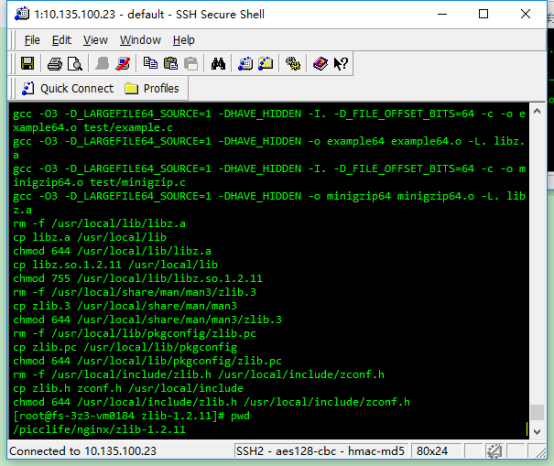 1:10.135.100.23 - default - SSH Secure Shell
File Edit View Window Help
Quick Connect Profiles
gcc -O3 -D_LARGEFILE64_SOURCE=1 -DHAVE_HIDDEN -I. -D_FILE_OFFSET_BITS=64 -c -o e
xample64.o test/example.c
gcc -O3 -D_LARGEFILE64_SOURCE=1 -DHAVE_HIDDEN -o example64 example64.o -L. libz.
a
gcc -O3 -D_LARGEFILE64_SOURCE=1 -DHAVE_HIDDEN -I. -D_FILE_OFFSET_BITS=64 -c -o m
inigzip64.o test/minigzip.c
gcc -O3 -D_LARGEFILE64_SOURCE=1 -DHAVE_HIDDEN -o minigzip64 minigzip64.o -L. lib
z.a
rm -f /usr/local/lib/libz.a
cp libz.a /usr/local/lib
chmod 644 /usr/local/lib/libz.a
cp libz.so.1.2.11 /usr/local/lib
chmod 755 /usr/local/lib/libz.so.1.2.11
rm -f /usr/local/share/man/man3/zlib.3
cp zlib.3 /usr/local/share/man/man3
chmod 644 /usr/local/share/man/man3/zlib.3
rm -f /usr/local/lib/pkgconfig/zlib.pc
cp zlib.pc /usr/local/lib/pkgconfig
chmod 644 /usr/local/lib/pkgconfig/zlib.pc
rm -f /usr/local/include/zlib.h /usr/local/include/zconf.h
cp zlib.h zconf.h /usr/local/include
chmod 644 /usr/local/include/zlib.h /usr/local/include/zconf.h
[root@fs-3z3-vm0184 zlib-1.2.11]# pwd
/picclife/nginx/zlib-1.2.11
Connected to 10.135.100.23 SSH2 - aes128-cbc - hmac-md5 80x24